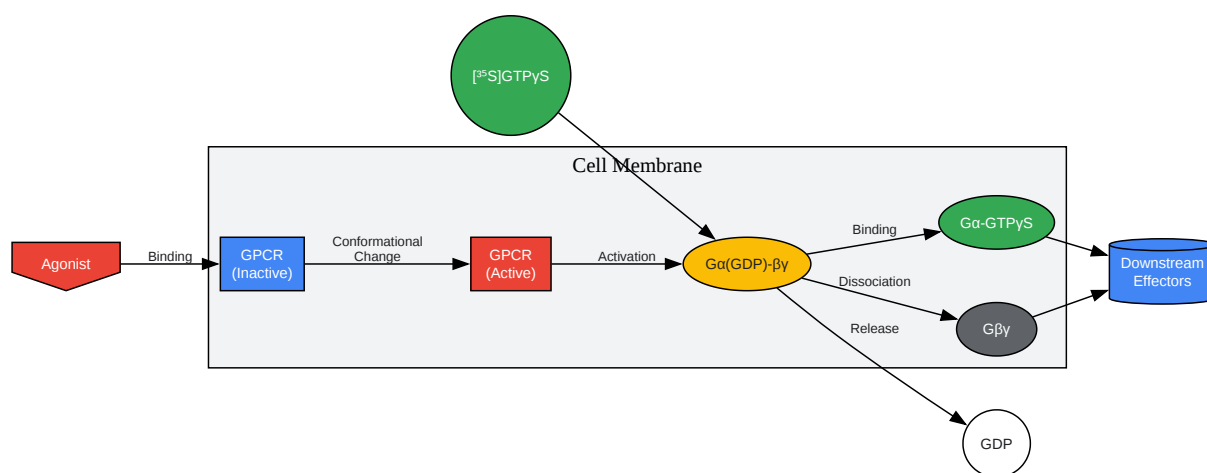 [³⁵S]GTPγS
Cell Membrane
Agonist
Binding
GPCR
(Inactive)
Conformational
Change
GPCR
(Active)
Activation
Gα(GDP)-βγ
Binding
Gα-GTPγS
Dissociation
Gβγ
Release
GDP
Downstream
Effectors